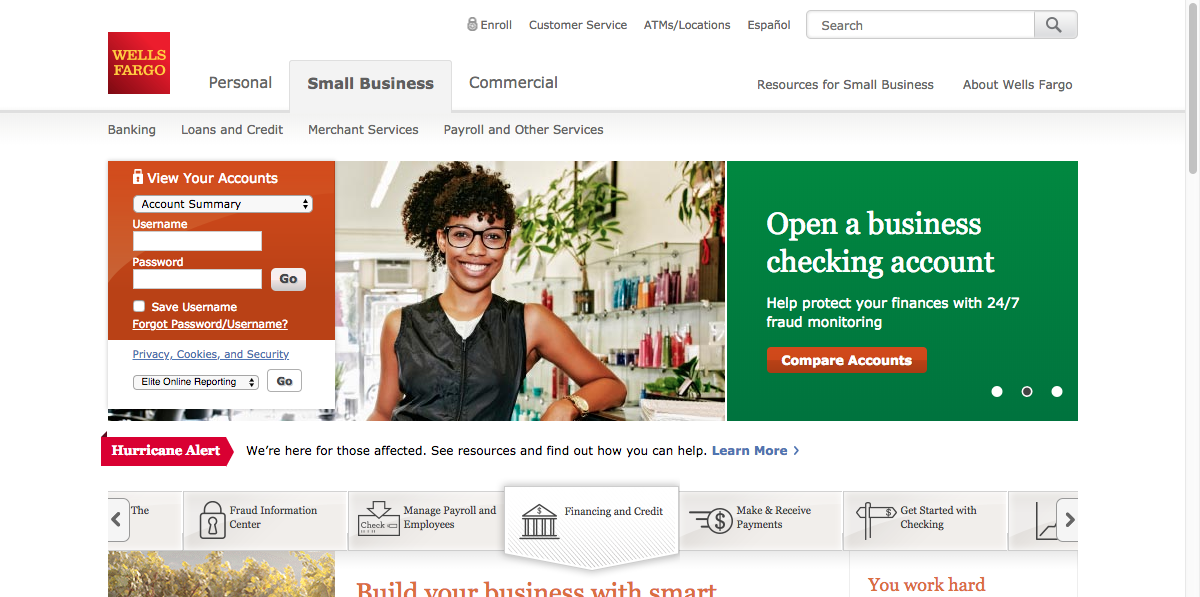 Enroll Customer Service ATMs/Locations Español Search
WELLS
FARGO
Personal Small Business Commercial Resources for Small Business About Wells Fargo
Banking Loans and Credit Merchant Services Payroll and Other Services
View Your Accounts
Account Summary
Username
Password
Go
Save Username
Forgot Password/Username?
Privacy, Cookies, and Security
Elite Online Reporting Go
Open a business
checking account
Help protect your finances with 24/7
fraud monitoring
Compare Accounts
Hurricane Alert We're here for those affected. See resources and find out how you can help. Learn More
The
Fraud Information
Center
Check
Manage Payroll and
Employees
Financing and Credit
Make & Receive
Payments
Get Started with
Checking
Build your business with smart
You work hard